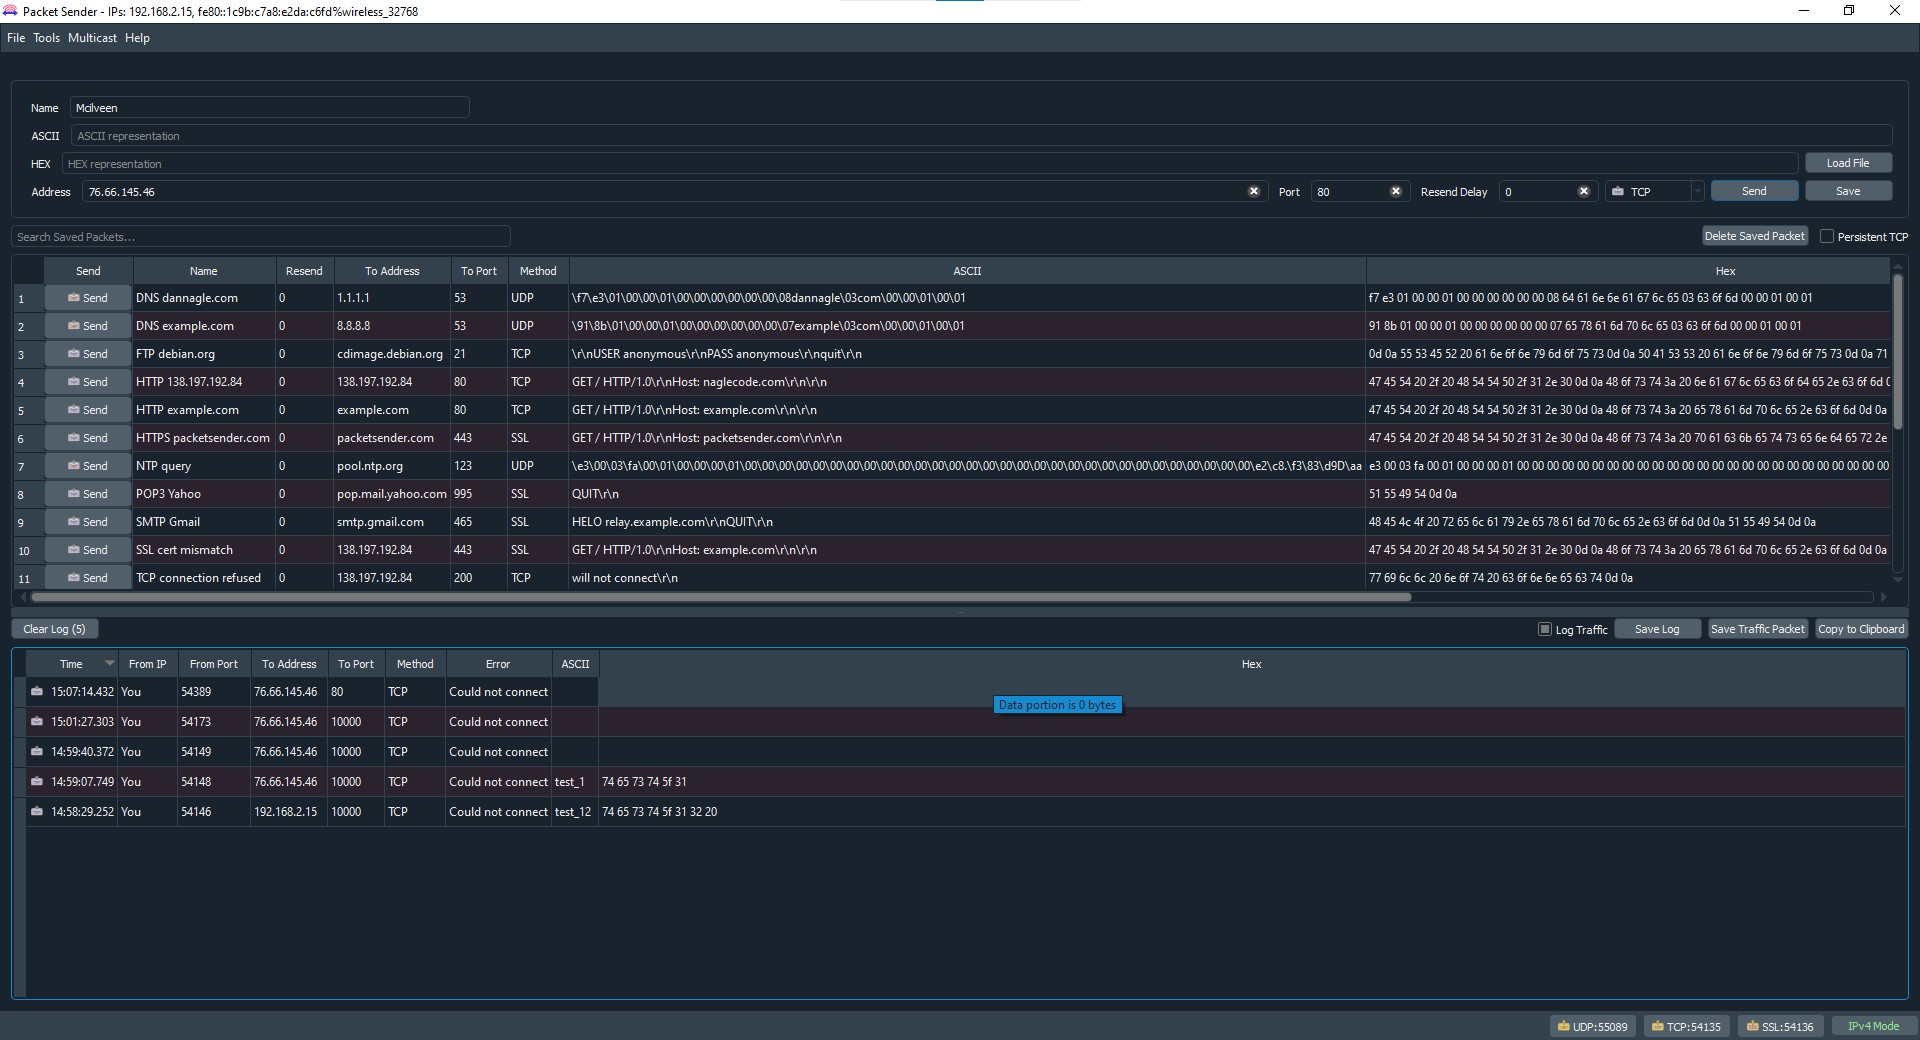 Packet Sender - IPs: 192.168.2.15, fe80::1c9b:c7a8:e2da:c6fd%wireless_32768
File Tools Multicast Help
Name Mcilveen
ASCII ASCII representation
HEX HEX representation Load File
Address 76.66.145.46 Port 80 Resend Delay 0 TCP Send Save
Search Saved Packets... Delete Saved Packet Persistent TCP
Send Name Resend To Address To Port Method ASCII Hex
1 Send DNS dannagle.com 0 1.1.1.1 53 UDP \f7\e3\01\00\00\01\00\00\00\00\00\00\08dannagle\03com\00\00\01\00\01 f7 e3 01 00 00 01 00 00 00 00 00 00 08 64 61 6e 6e 61 67 6c 65 03 63 6f 6d 00 00 01 00 01
2 Send DNS example.com 0 8.8.8.8 53 UDP \91\8b\01\00\00\01\00\00\00\00\00\00\07example\03com\00\00\01\00\01 91 8b 01 00 00 01 00 00 00 00 00 00 07 65 78 61 6d 70 6c 65 03 63 6f 6d 00 00 01 00 01
3 Send FTP debian.org 0 cdimage.debian.org 21 TCP \r\nUSER anonymous\r\nPASS anonymous\r\nquit\r\n 0d 0a 55 53 45 52 20 61 6e 6f 6e 79 6d 6f 75 73 0d 0a 50 41 53 53 20 61 6e 6f 6e 79 6d 6f 75 73 0d 0a 71
4 Send HTTP 138.197.192.84 0 138.197.192.84 80 TCP GET / HTTP/1.0\r\nHost: naglecode.com\r\n\r\n 47 45 54 20 2f 20 48 54 54 50 2f 31 2e 30 0d 0a 48 6f 73 74 3a 20 6e 61 67 6c 65 63 6f 64 65 2e 63 6f 6d 0
5 Send HTTP example.com 0 example.com 80 TCP GET / HTTP/1.0\r\nHost: example.com\r\n\r\n 47 45 54 20 2f 20 48 54 54 50 2f 31 2e 30 0d 0a 48 6f 73 74 3a 20 65 78 61 6d 70 6c 65 2e 63 6f 6d 0d 0a
6 Send HTTPS packetsender.com 0 packetsender.com 443 SSL GET / HTTP/1.0\r\nHost: packetsender.com\r\n\r\n 47 45 54 20 2f 20 48 54 54 50 2f 31 2e 30 0d 0a 48 6f 73 74 3a 20 70 61 63 6b 65 74 73 65 6e 64 65 72 2e
7 Send NTP query 0 pool.ntp.org 123 UDP \e3\00\03\fa\00\01\00\00\00\01\00\00\00\00\00\00\00\00\00\00\00\00\00\00\00\00\00\00\00\00\00\00\00\00\00\00\00\00\00\00\e2\c8.\f3\83\d9D\aa e3 00 03 fa 00 01 00 00 00 01 00 00 00 00 00 00 00 00 00 00 00 00 00 00 00 00 00 00 00 00 00 00 00 00 00
8 Send POP3 Yahoo 0 pop.mail.yahoo.com 995 SSL QUIT\r\n 51 55 49 54 0d 0a
9 Send SMTP Gmail 0 smtp.gmail.com 465 SSL HELO relay.example.com\r\nQUIT\r\n 48 45 4c 4f 20 72 65 6c 61 79 2e 65 78 61 6d 70 6c 65 2e 63 6f 6d 0d 0a 51 55 49 54 0d 0a
10 Send SSL cert mismatch 0 138.197.192.84 443 SSL GET / HTTP/1.0\r\nHost: example.com\r\n\r\n 47 45 54 20 2f 20 48 54 54 50 2f 31 2e 30 0d 0a 48 6f 73 74 3a 20 65 78 61 6d 70 6c 65 2e 63 6f 6d 0d 0a
11 Send TCP connection refused 0 138.197.192.84 200 TCP will not connect\r\n 77 69 6c 6c 20 6e 6f 74 20 63 6f 6e 6e 65 63 74 0d 0a
Clear Log (5) Log Traffic Save Log Save Traffic Packet Copy to Clipboard
Time From IP From Port To Address To Port Method Error ASCII Hex
15:07:14.432 You 54389 76.66.145.46 80 TCP Could not connect
Data portion is 0 bytes
15:01:27.303 You 54173 76.66.145.46 10000 TCP Could not connect
14:59:40.372 You 54149 76.66.145.46 10000 TCP Could not connect
14:59:07.749 You 54148 76.66.145.46 10000 TCP Could not connect test_1 74 65 73 74 5f 31
14:58:29.252 You 54146 192.168.2.15 10000 TCP Could not connect test_12 74 65 73 74 5f 31 32 20
UDP:55089 TCP:54135 SSL:54136 IPv4 Mode